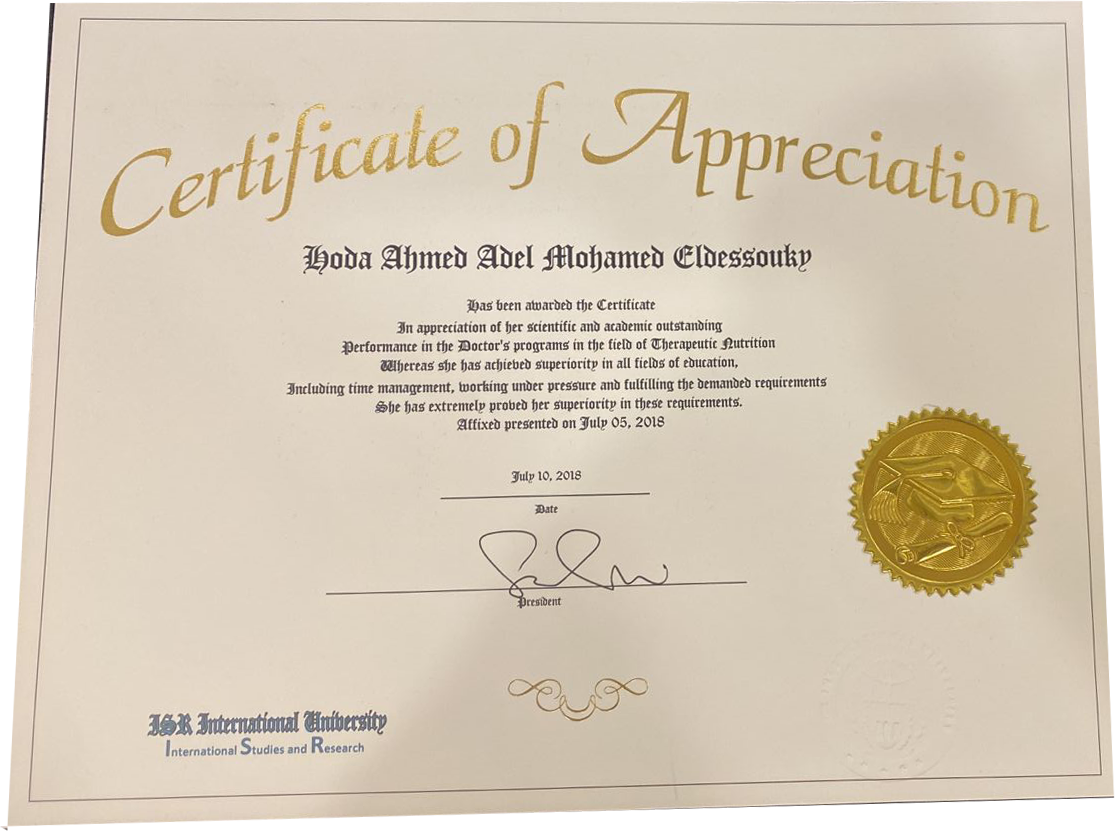 Certificate of Appreciation
Hoda Ahmed Adel Mohamed Eldessouky
Has been awarded the Certificate
In appreciation of her scientific and academic outstanding
Performance in the Doctor's programs in the field of Therapeutic Nutrition
Whereas she has achieved superiority in all fields of education,
Including time management, working under pressure and fulfilling the demanded requirements
She has extremely proved her superiority in these requirements.
Affixed presented on July 05, 2018
July 10, 2018
Date
President
ISR International University
International Studies and Research